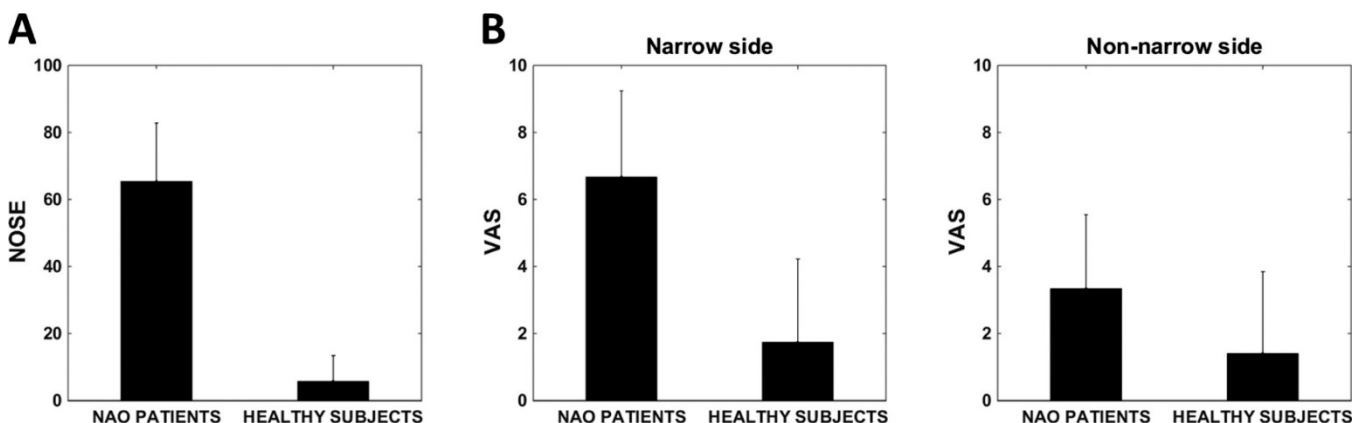 A
100
80
60
40
20
0
NOSE
NAO PATIENTS HEALTHY SUBJECTS
B
Narrow side
10
8
6
4
2
0
VAS
NAO PATIENTS HEALTHY SUBJECTS
Non-narrow side
10
8
6
4
2
0
VAS
NAO PATIENTS HEALTHY SUBJECTS